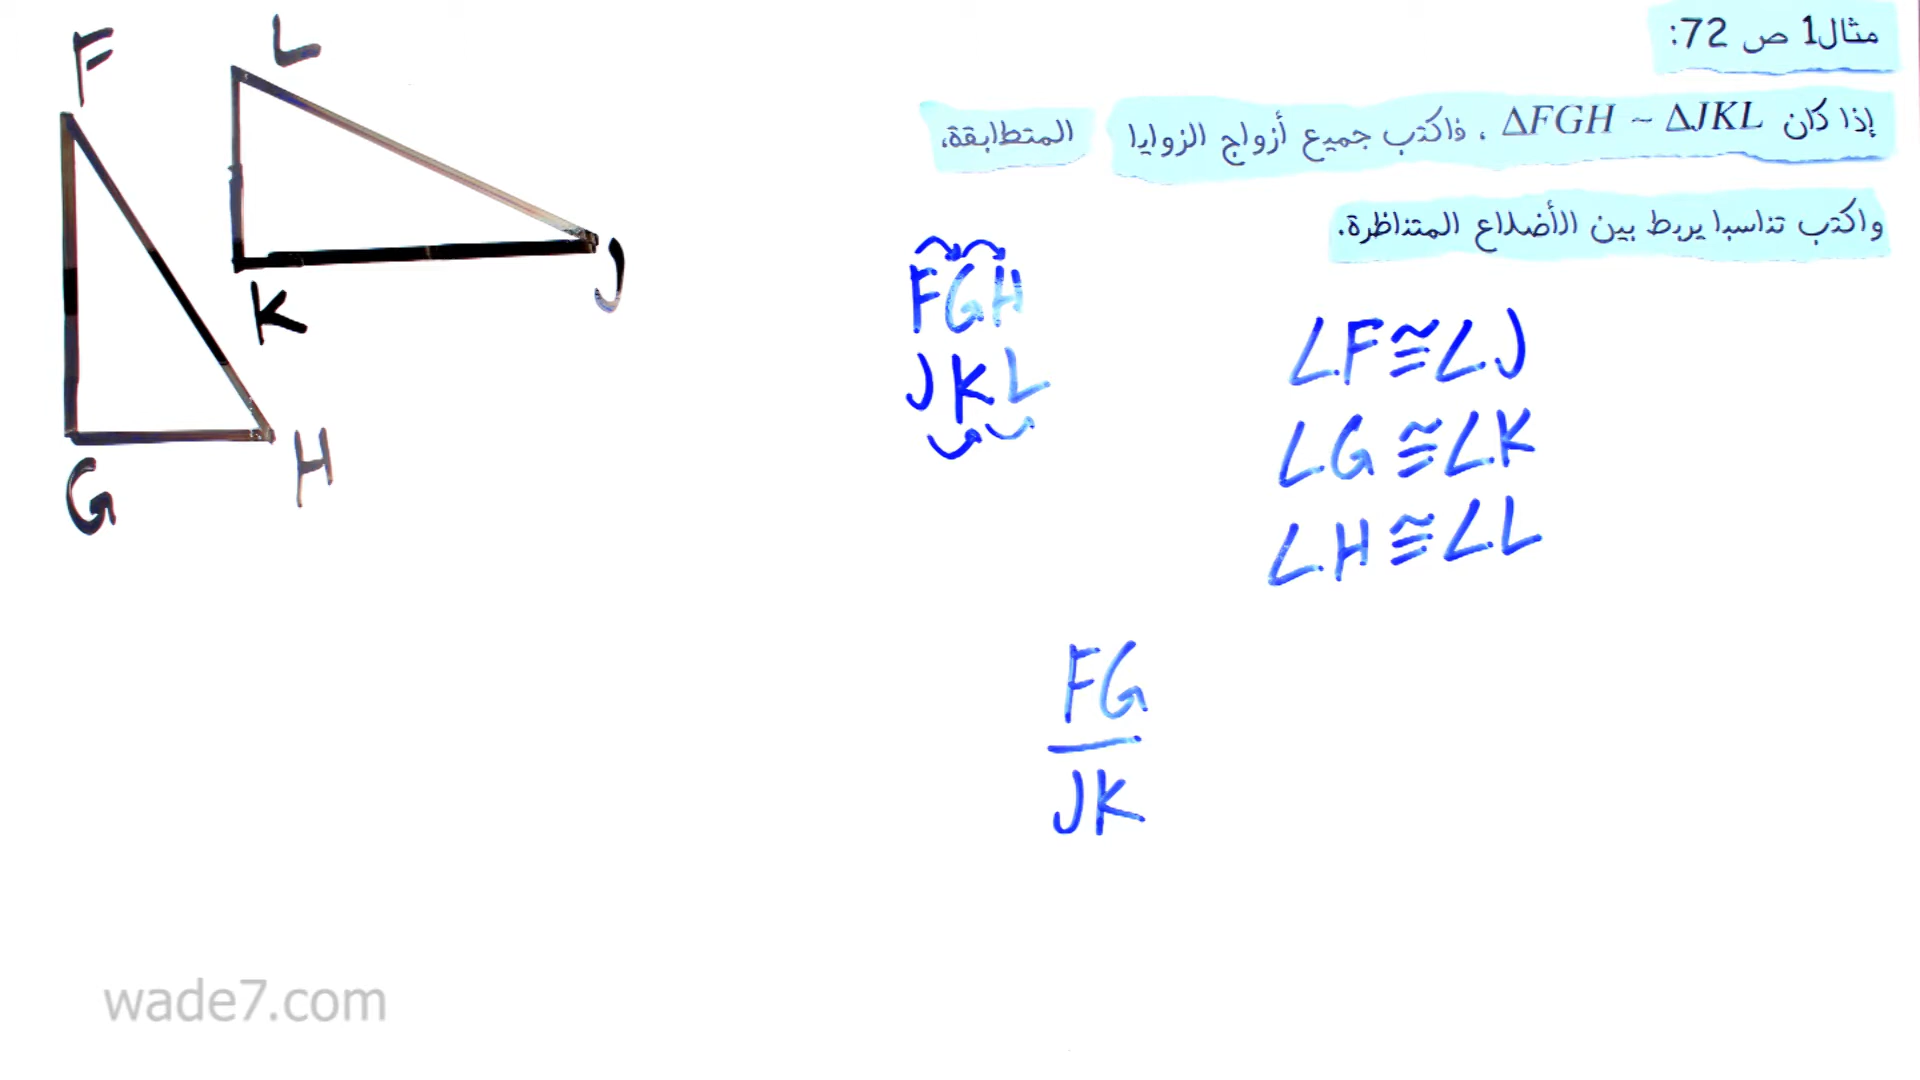 مثال1 ص 72:
إذا كان ΔFGH ~ ΔJKL ، فاكتب جميع أزواج الزوايا المتطابقة،
واكتب تناسبا يربط بين الأضلاع المتناظرة.
F
L
K
J
G
H
FGH
JKL
∠F≅∠J
∠G≅∠K
∠H≅∠L
FG
JK
wade7.com